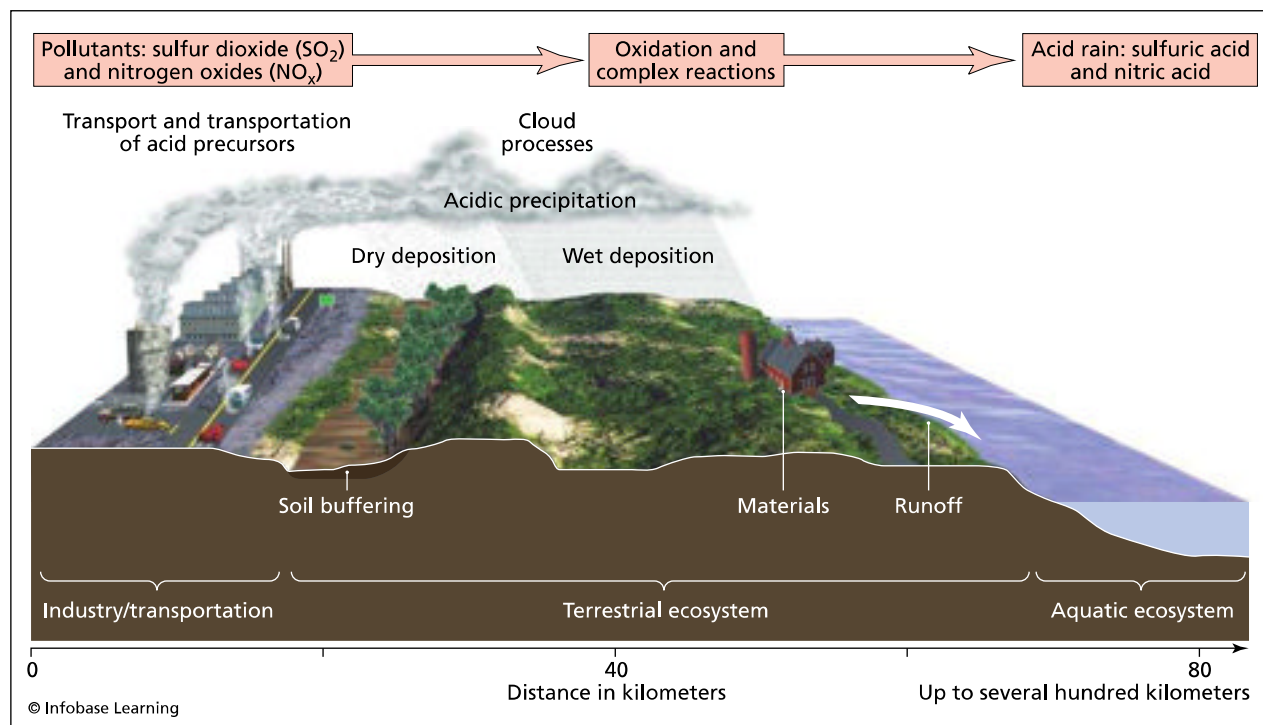 Pollutants: sulfur dioxide (SO₂)
and nitrogen oxides (NOₓ)
Oxidation and
complex reactions
Acid rain: sulfuric acid
and nitric acid
Transport and transportation
of acid precursors
Cloud
processes
Acidic precipitation
Dry deposition
Wet deposition
Soil buffering
Materials
Runoff
Industry/transportation
Terrestrial ecosystem
Aquatic ecosystem
0
40
80
Distance in kilometers
Up to several hundred kilometers
© Infobase Learning